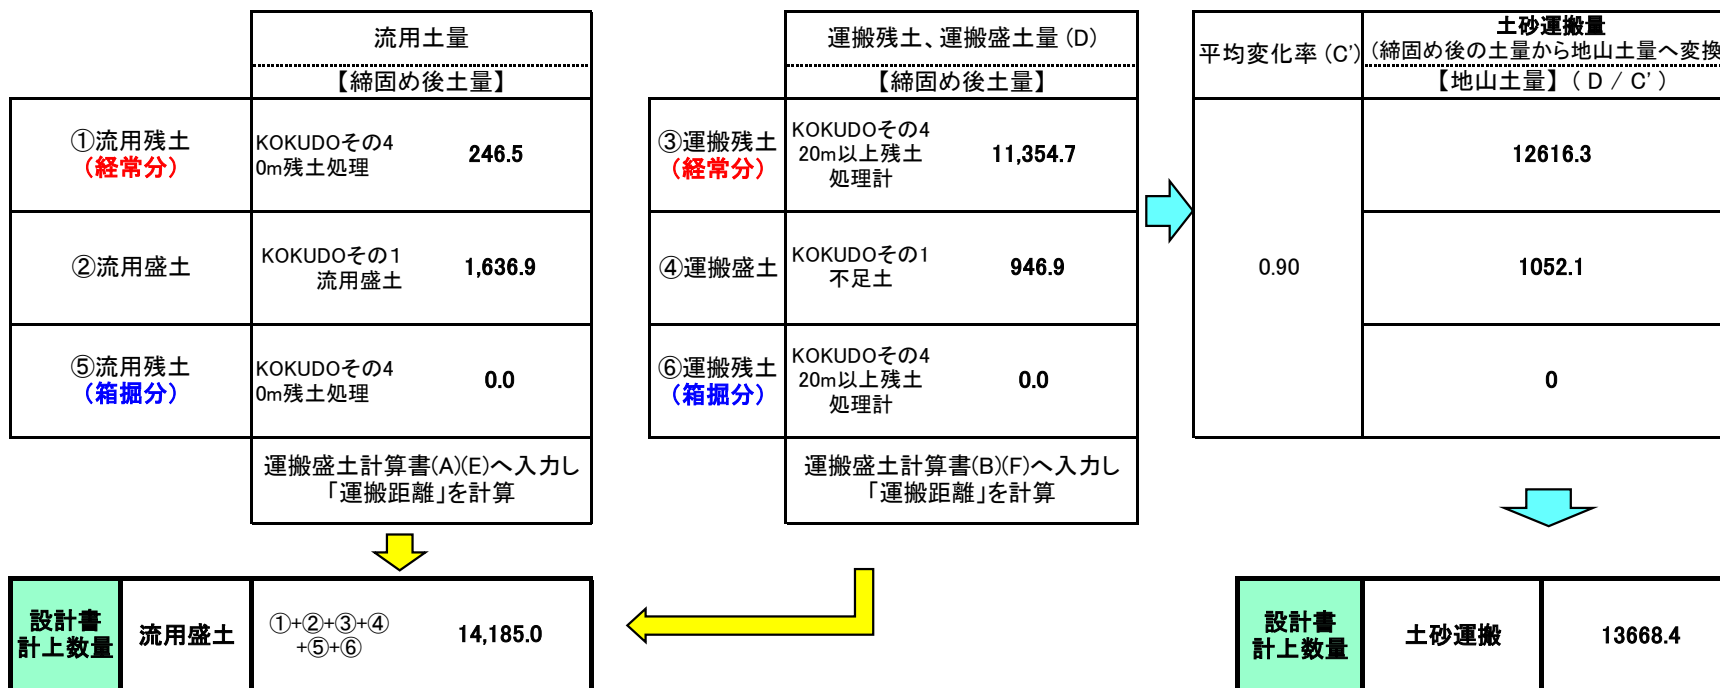 流用土量
【締固め後土量】
①流用残土
(経常分)
KOKUDOその4
0m残土処理
246.5
②流用盛土
KOKUDOその1
流用盛土
1,636.9
⑤流用残土
(箱掘分)
KOKUDOその4
0m残土処理
0.0
運搬盛土計算書(A)(E)へ入力し
「運搬距離」を計算
運搬残土、運搬盛土量 (D)
【締固め後土量】
③運搬残土
(経常分)
KOKUDOその4
20m以上残土
処理計
11,354.7
④運搬盛土
KOKUDOその1
不足土
946.9
⑥運搬残土
(箱掘分)
KOKUDOその4
20m以上残土
処理計
0.0
運搬盛土計算書(B)(F)へ入力し
「運搬距離」を計算
平均変化率 (C')
土砂運搬量
(締固め後の土量から地山土量へ変換
【地山土量】 ( D / C' )
0.90
12616.3
1052.1
0
設計書
計上数量
流用盛土
①+②+③+④
+⑤+⑥
14,185.0
設計書
計上数量
土砂運搬
13668.4